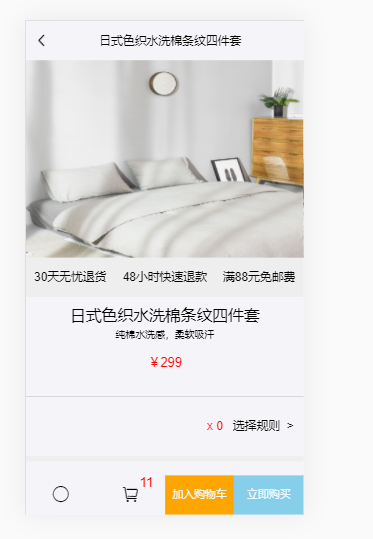 日式色织水洗棉条纹四件套
30天无忧退货 48小时快速退款 满88元免邮费
日式色织水洗棉条纹四件套
纯棉水洗感，柔软吸汗
￥299
x 0 选择规则 >
11
加入购物车 立即购买